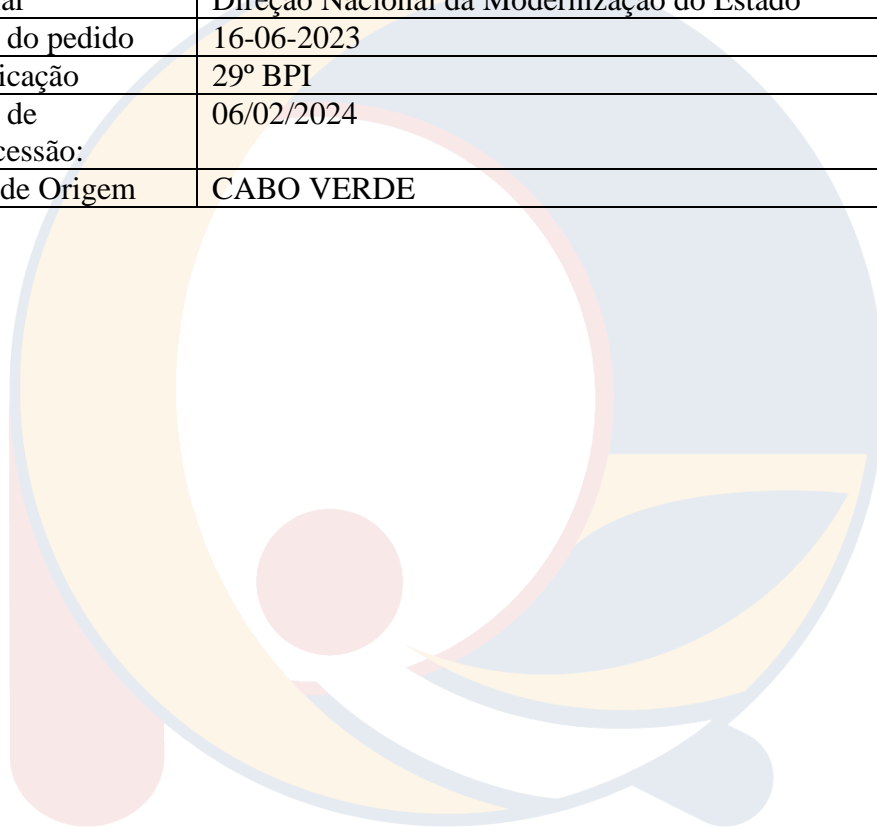 Direção Nacional da Modernização do Estado
do pedido 16-06-2023
icação 29º BPI
de 06/02/2024
cessão:
de Origem CABO VERDE